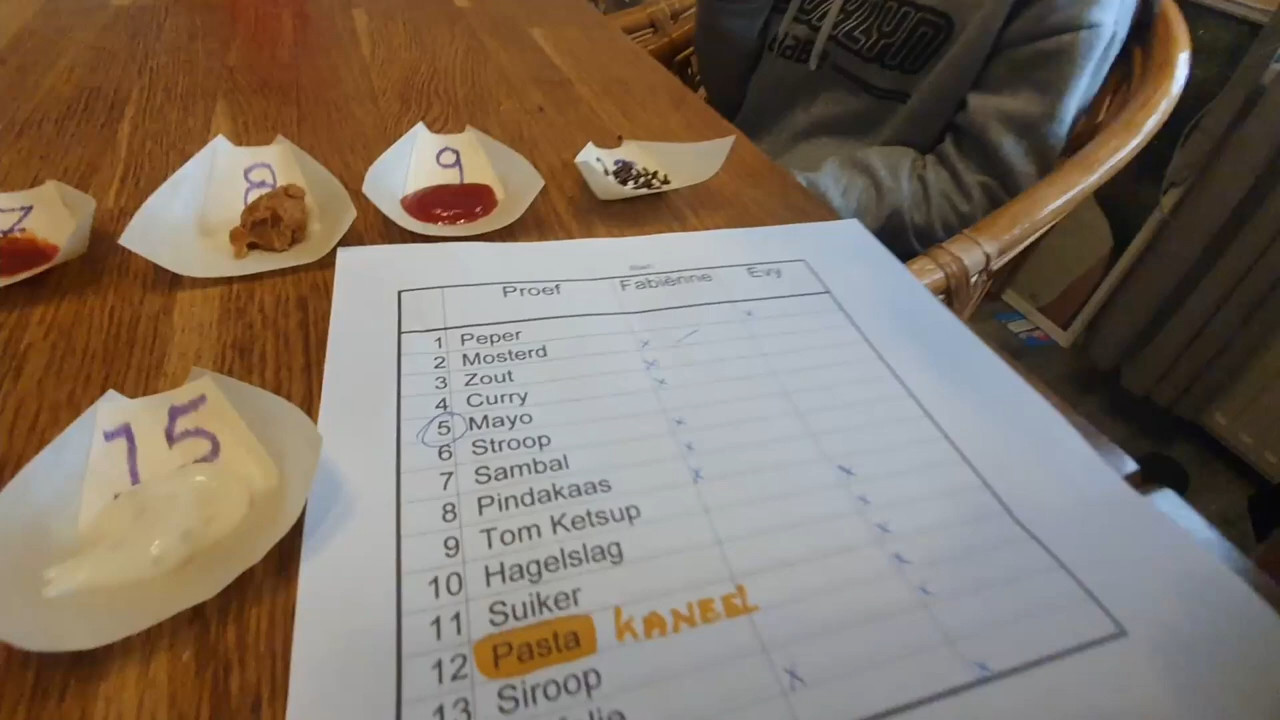 7
8
9
15
Proef Fabiënne Evy
1 Peper
2 Mosterd
3 Zout
4 Curry
5 Mayo
6 Stroop
7 Sambal
8 Pindakaas
9 Tom Ketsup
10 Hagelslag
11 Suiker
12 Pasta KANEEL
13 Siroop